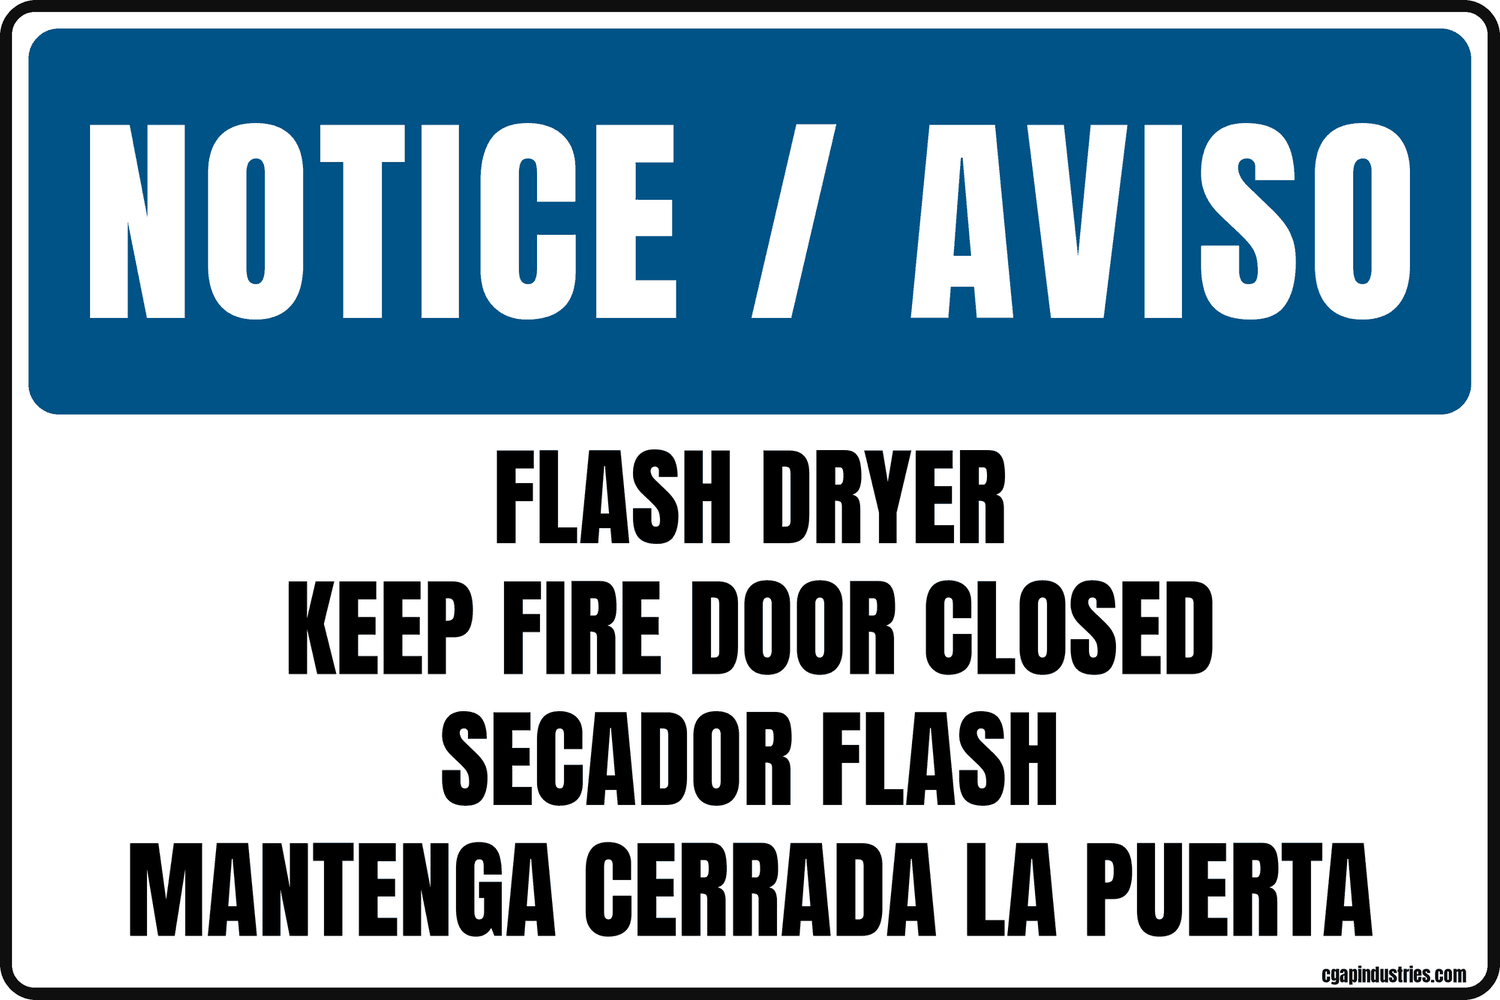 NOTICE / AVISO
FLASH DRYER
KEEP FIRE DOOR CLOSED
SECADOR FLASH
MANTENGA CERRADA LA PUERTA
cgapindustries.com